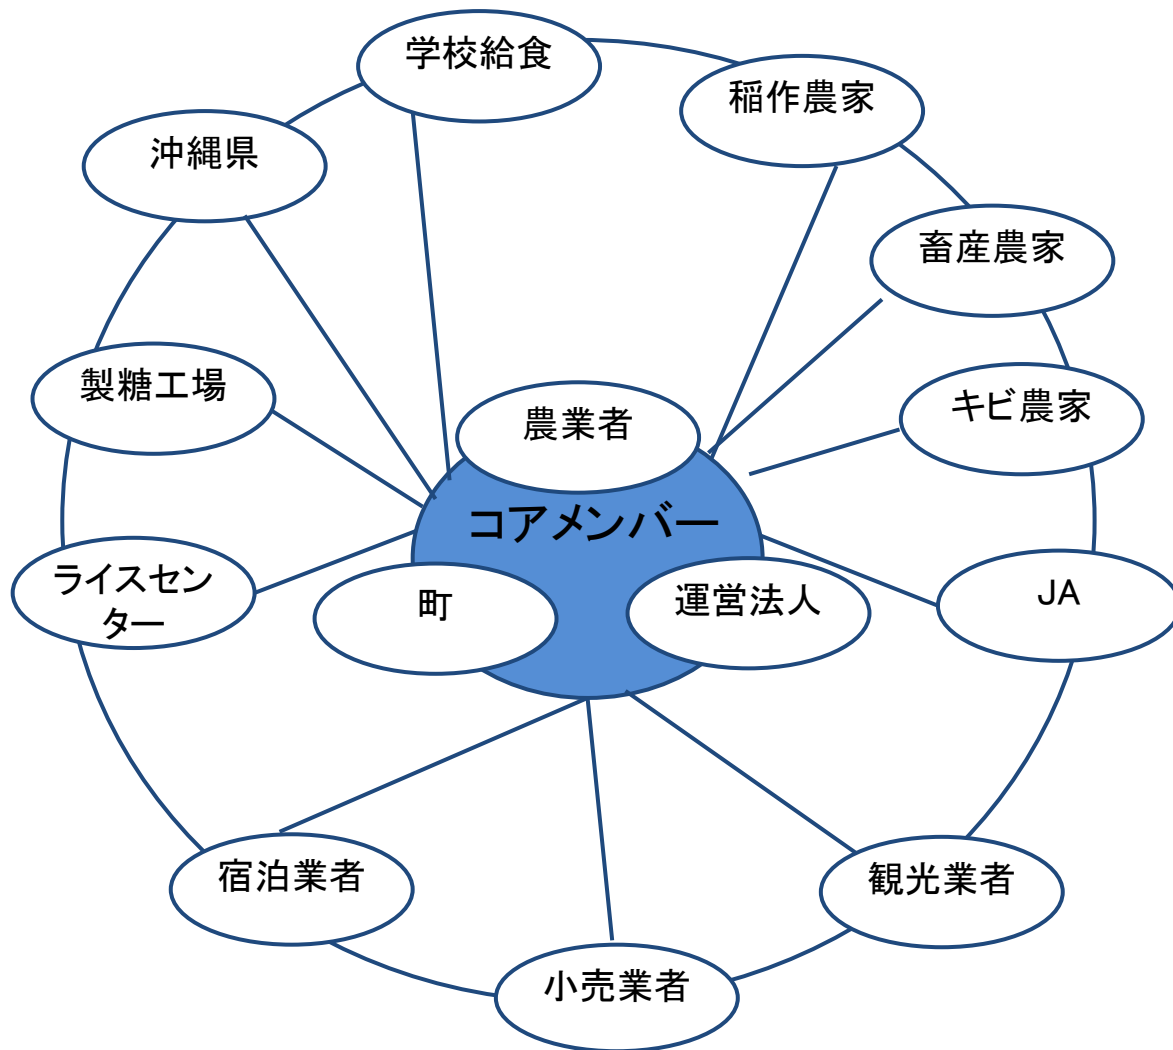 学校給食
稲作農家
沖縄県
畜産農家
製糖工場
キビ農家
農業者
コアメンバー
ライスセン
ター
町
運営法人
JA
宿泊業者
観光業者
小売業者